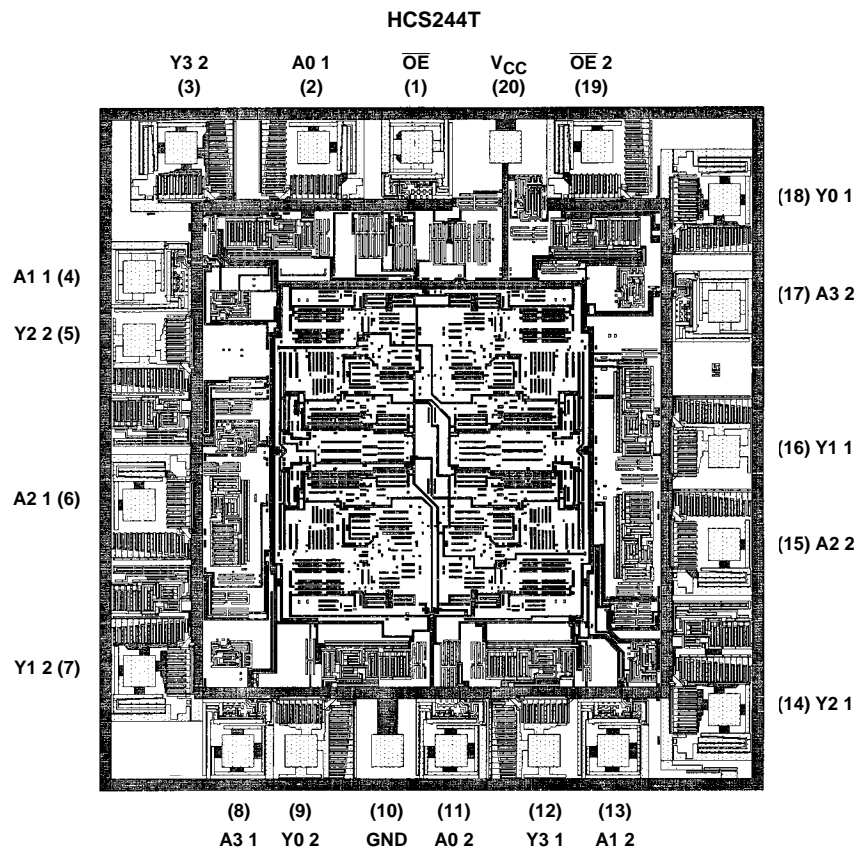 HCS244T
Y3 2 A0 1 OE VCC OE 2
(3) (2) (1) (20) (19)
(18) Y0 1
A1 1 (4)
(17) A3 2
Y2 2 (5)
(16) Y1 1
A2 1 (6)
(15) A2 2
Y1 2 (7)
(14) Y2 1
(8) (9) (10) (11) (12) (13)
A3 1 Y0 2 GND A0 2 Y3 1 A1 2